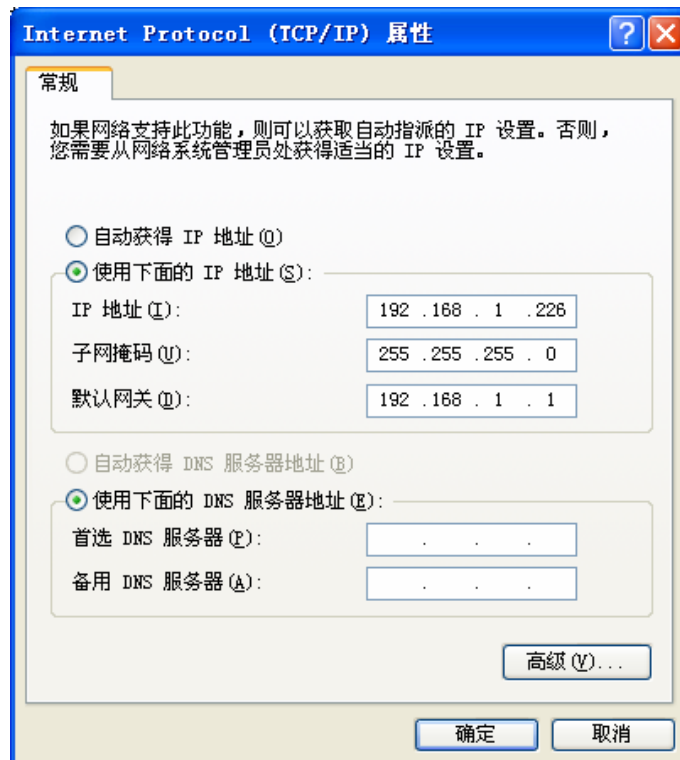 Internet Protocol (TCP/IP) 属性
常规
如果网络支持此功能，则可以获取自动指派的 IP 设置。否则，
您需要从网络系统管理员处获得适当的 IP 设置。
自动获得 IP 地址(O)
使用下面的 IP 地址(S):
IP 地址(I): 192 .168 . 1 .226
子网掩码(U): 255 .255 .255 . 0
默认网关(D): 192 .168 . 1 . 1
自动获得 DNS 服务器地址(B)
使用下面的 DNS 服务器地址(E):
首选 DNS 服务器(P): . . .
备用 DNS 服务器(A): . . .
高级(V)...
确定 取消